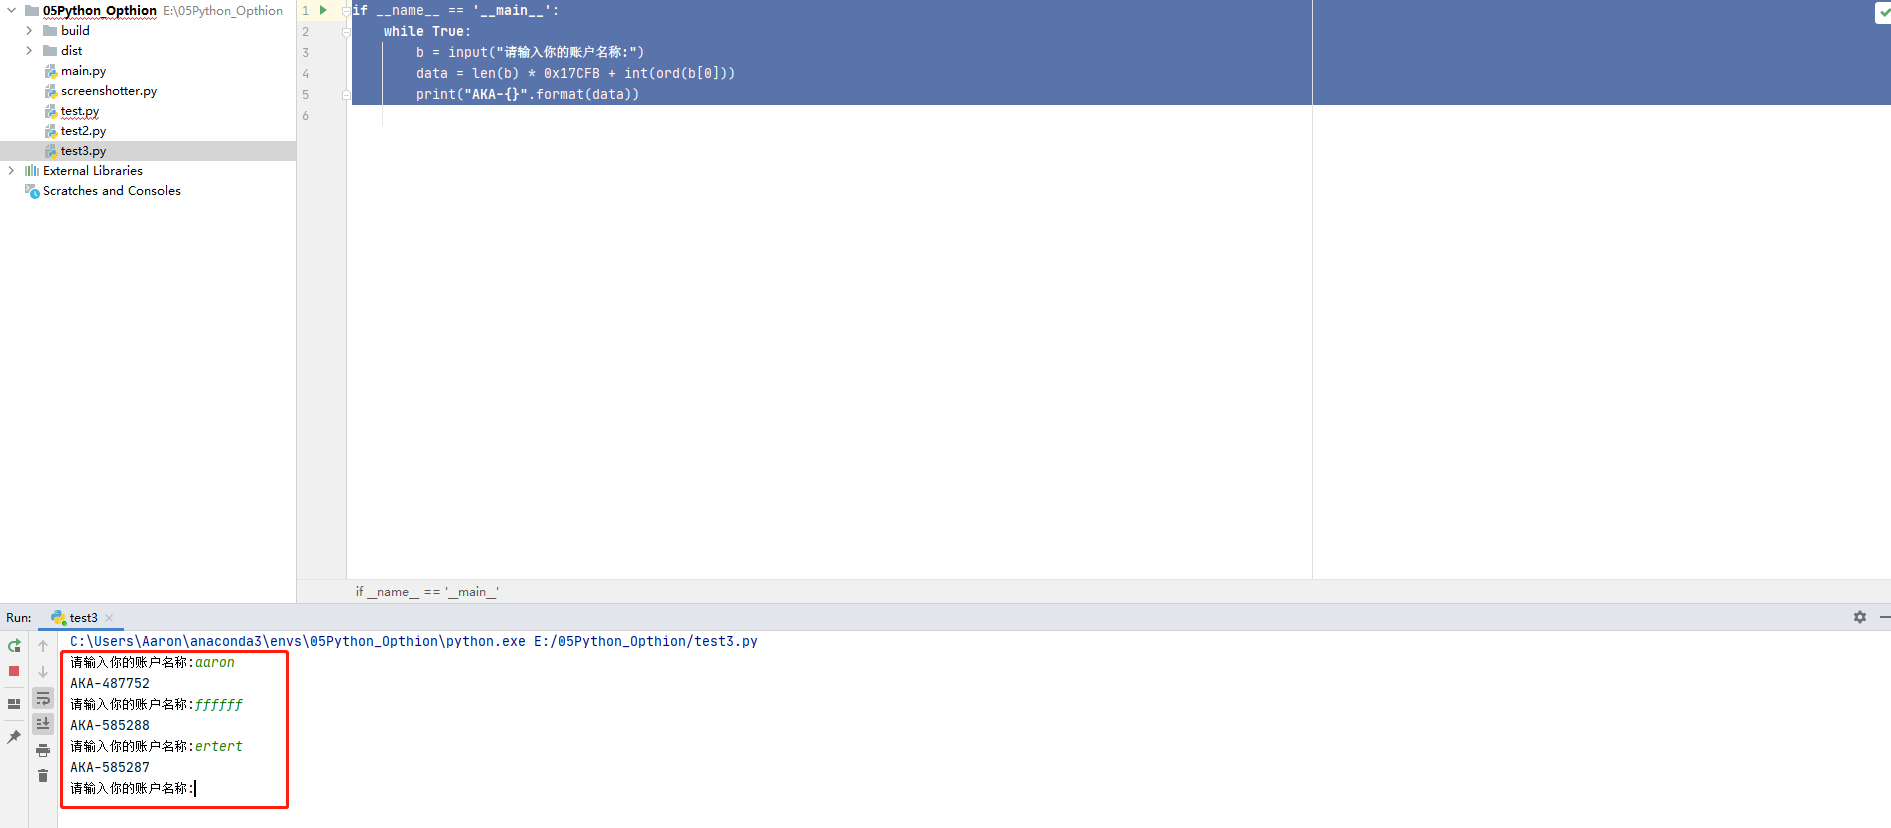 05Python_Opthion E:\05Python_Opthion
build
dist
main.py
screenshotter.py
test.py
test2.py
test3.py
External Libraries
Scratches and Consoles
1 if __name__ == '__main__':
2 while True:
3 b = input("请输入你的账户名称:")
4 data = len(b) * 0x17CFB + int(ord(b[0]))
5 print("AKA-{}".format(data))
6
if __name__ == '__main__'
Run: test3
C:\Users\Aaron\anaconda3\envs\05Python_Opthion\python.exe E:/05Python_Opthion/test3.py
请输入你的账户名称:aaron
AKA-487752
请输入你的账户名称:ffffff
AKA-585288
请输入你的账户名称:ertert
AKA-585287
请输入你的账户名称: